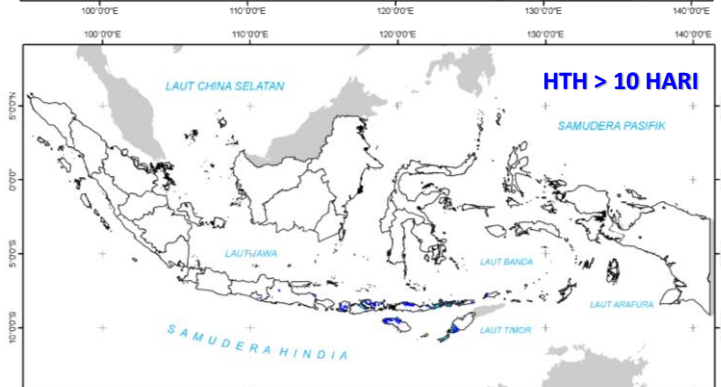 100°0'0"E 110°0'0"E 120°0'0"E 130°0'0"E 140°0'0"E
100°0'0"E 110°0'0"E 120°0'0"E 130°0'0"E 140°0'0"E
HTH > 10 HARI
LAUT CHINA SELATAN
5°0'0"N
SAMUDERA PASIFIK
0°0'0"
LAUT JAWA
5°0'0"S
LAUT BANDA
LAUT ARAFURA
10°0'0"S
SAMUDERA HINDIA
LAUT TIMOR